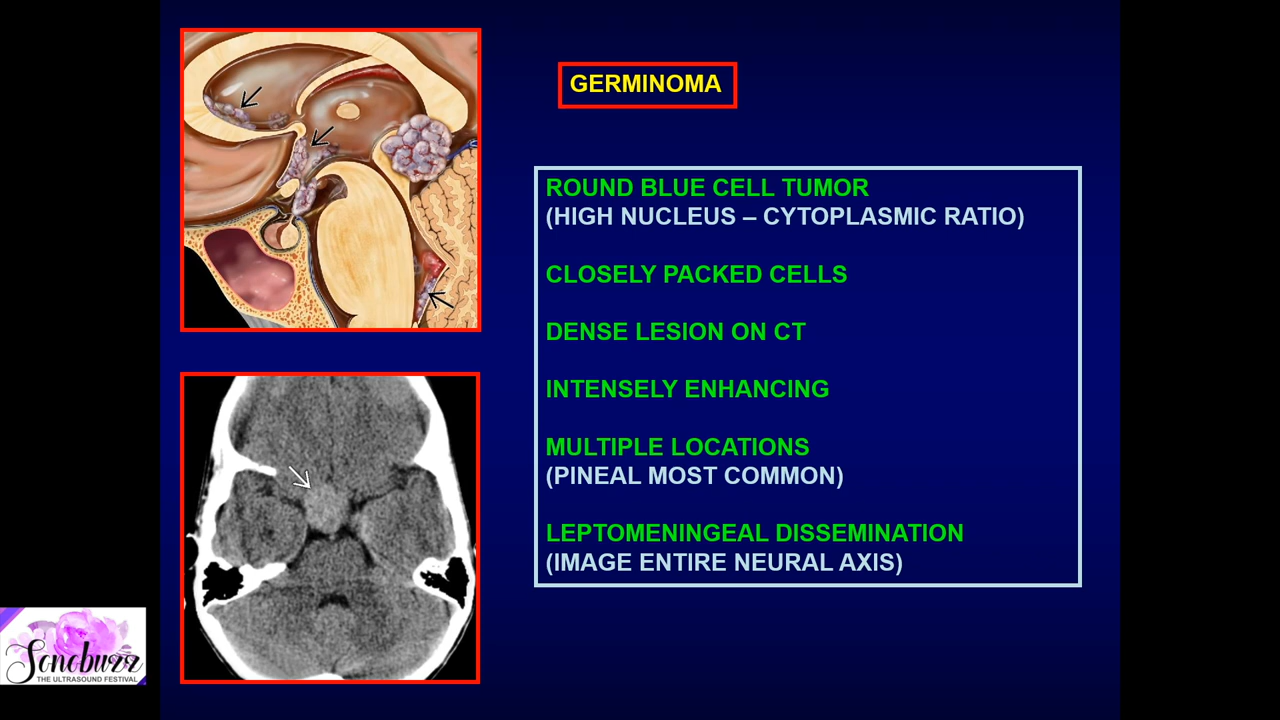 GERMINOMA
ROUND BLUE CELL TUMOR
(HIGH NUCLEUS – CYTOPLASMIC RATIO)
CLOSELY PACKED CELLS
DENSE LESION ON CT
INTENSELY ENHANCING
MULTIPLE LOCATIONS
(PINEAL MOST COMMON)
LEPTOMENINGEAL DISSEMINATION
(IMAGE ENTIRE NEURAL AXIS)
Sonobuzz
THE ULTRASOUND FESTIVAL